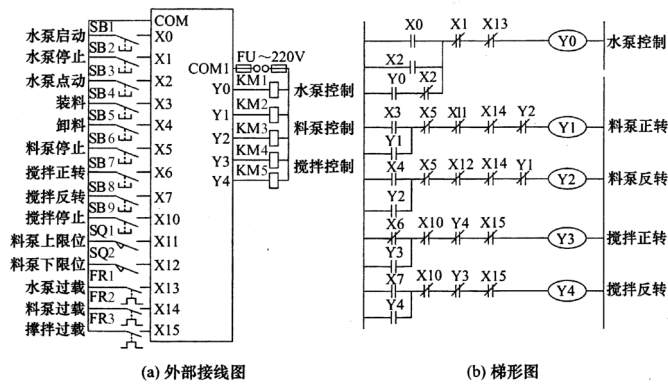 COM
SB1
水泵启动 X0
SB2
水泵停止 X1
SB3
水泵点动 X2
SB4
装料 X3
SB5
卸料 X4
SB6
料泵停止 X5
SB7
搅拌正转 X6
SB8
搅拌反转 X7
SB9
搅拌停止 X10
SQ1
料泵上限位 X11
SQ2
料泵下限位 X12
FR1
水泵过载 X13
FR2
料泵过载 X14
FR3
撑拌过载 X15
COM1 FU ~220V
Y0 KM1 水泵控制
Y1 KM2
料泵控制
Y2 KM3
Y3 KM4 搅拌控制
Y4 KM5
(a) 外部接线图
X0 X1 X13
Y0 水泵控制
X2
Y0 X2
X3 X5 X11 X14 Y2
Y1 料泵正转
Y1
X4 X5 X12 X14 Y1
Y2 料泵反转
Y2
X6 X10 Y4 X15
Y3 搅拌正转
Y3
X7 X10 Y3 X15
Y4 搅拌反转
Y4
(b) 梯形图